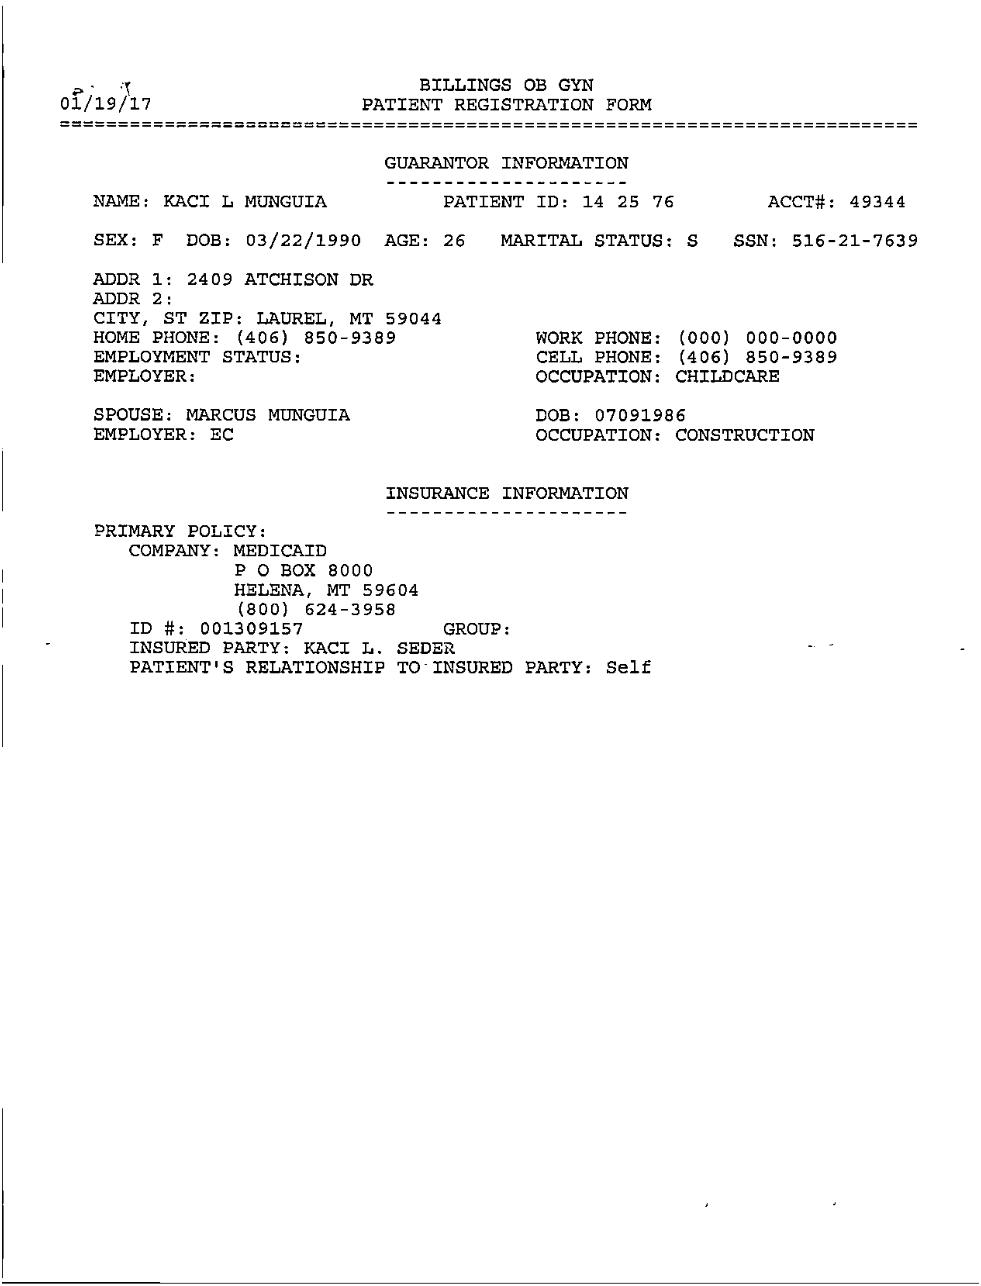 BILLINGS OB GYN
01/19/17 PATIENT REGISTRATION FORM
==========================================================================
GUARANTOR INFORMATION
---------------------
NAME: KACI L MUNGUIA PATIENT ID: 14 25 76 ACCT#: 49344
SEX: F DOB: 03/22/1990 AGE: 26 MARITAL STATUS: S SSN: 516-21-7639
ADDR 1: 2409 ATCHISON DR
ADDR 2:
CITY, ST ZIP: LAUREL, MT 59044
HOME PHONE: (406) 850-9389 WORK PHONE: (000) 000-0000
EMPLOYMENT STATUS: CELL PHONE: (406) 850-9389
EMPLOYER: OCCUPATION: CHILDCARE
SPOUSE: MARCUS MUNGUIA DOB: 07091986
EMPLOYER: EC OCCUPATION: CONSTRUCTION
INSURANCE INFORMATION
---------------------
PRIMARY POLICY:
COMPANY: MEDICAID
P O BOX 8000
HELENA, MT 59604
(800) 624-3958
ID #: 001309157 GROUP:
INSURED PARTY: KACI L. SEDER
PATIENT'S RELATIONSHIP TO INSURED PARTY: Self